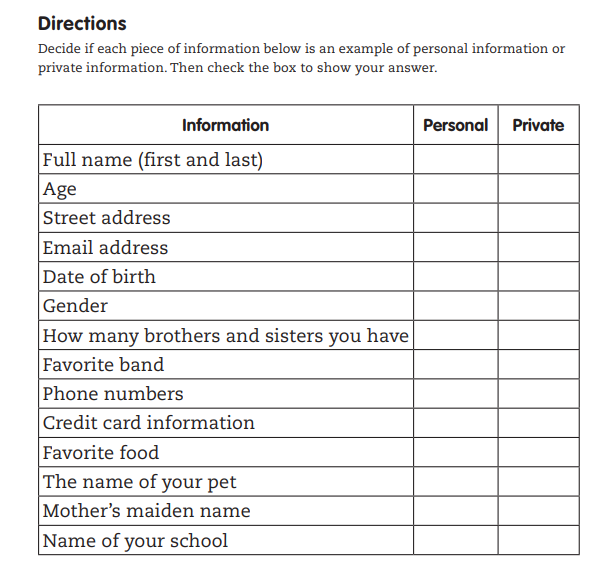 Directions
Decide if each piece of information below is an example of personal information or
private information. Then check the box to show your answer.
Information Personal Private
Full name (first and last)
Age
Street address
Email address
Date of birth
Gender
How many brothers and sisters you have
Favorite band
Phone numbers
Credit card information
Favorite food
The name of your pet
Mother’s maiden name
Name of your school